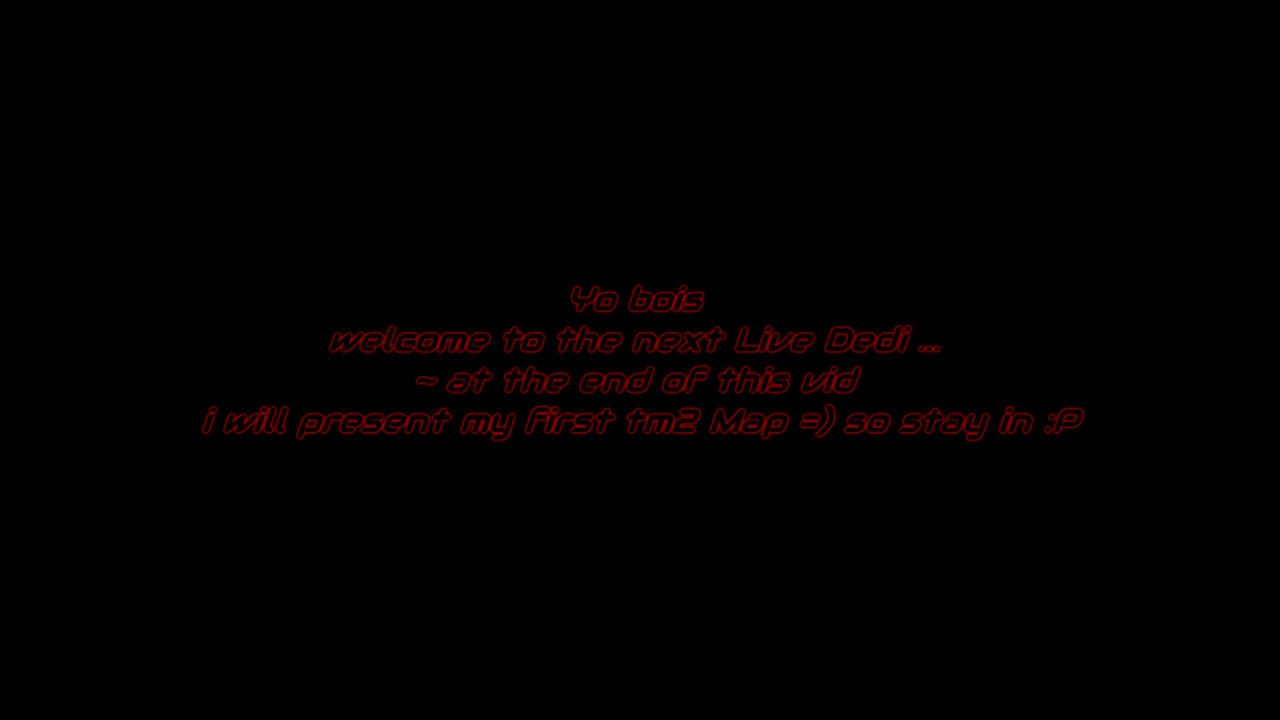 Yo bois
welcome to the next Live Dedi ...
~ at the end of this vid
i will present my first tm2 Map =) so stay in :P